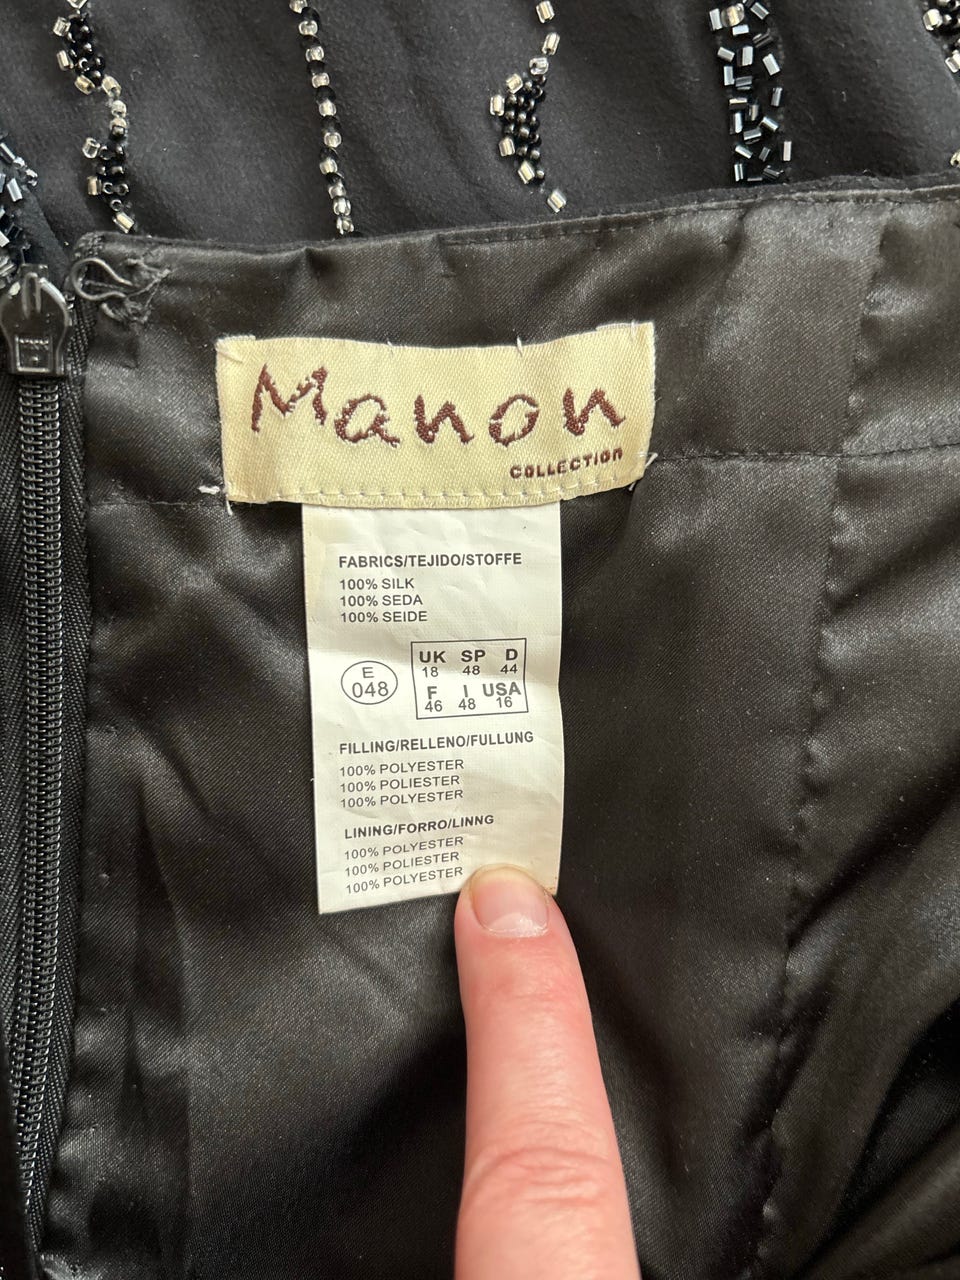 Manon
COLLECTION
FABRICS/TEJIDO/STOFFE
100% SILK
100% SEDA
100% SEIDE
E
048
UK SP D
18 48 44
F I USA
46 48 16
FILLING/RELLENO/FULLUNG
100% POLYESTER
100% POLIESTER
100% POLYESTER
LINING/FORRO/LINNG
100% POLYESTER
100% POLIESTER
100% POLYESTER